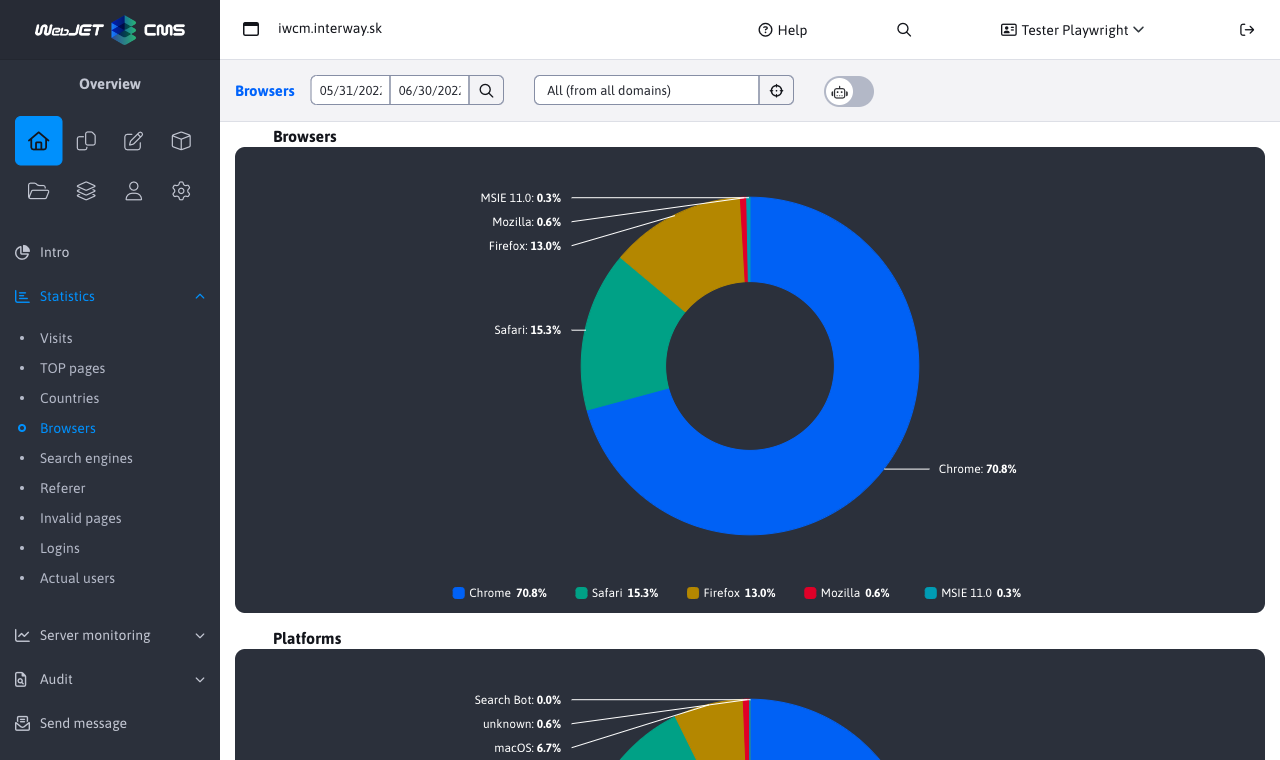 WebJET CMS
iwcm.interway.sk
Help
Tester Playwright
Overview
Browsers
05/31/202
06/30/202
All (from all domains)
Intro
Statistics
Visits
TOP pages
Countries
Browsers
Search engines
Referer
Invalid pages
Logins
Actual users
Server monitoring
Audit
Send message
Browsers
MSIE 11.0: 0.3%
Mozilla: 0.6%
Firefox: 13.0%
Safari: 15.3%
Chrome: 70.8%
Chrome 70.8% Safari 15.3% Firefox 13.0% Mozilla 0.6% MSIE 11.0 0.3%
Platforms
Search Bot: 0.0%
unknown: 0.6%
macOS: 6.7%